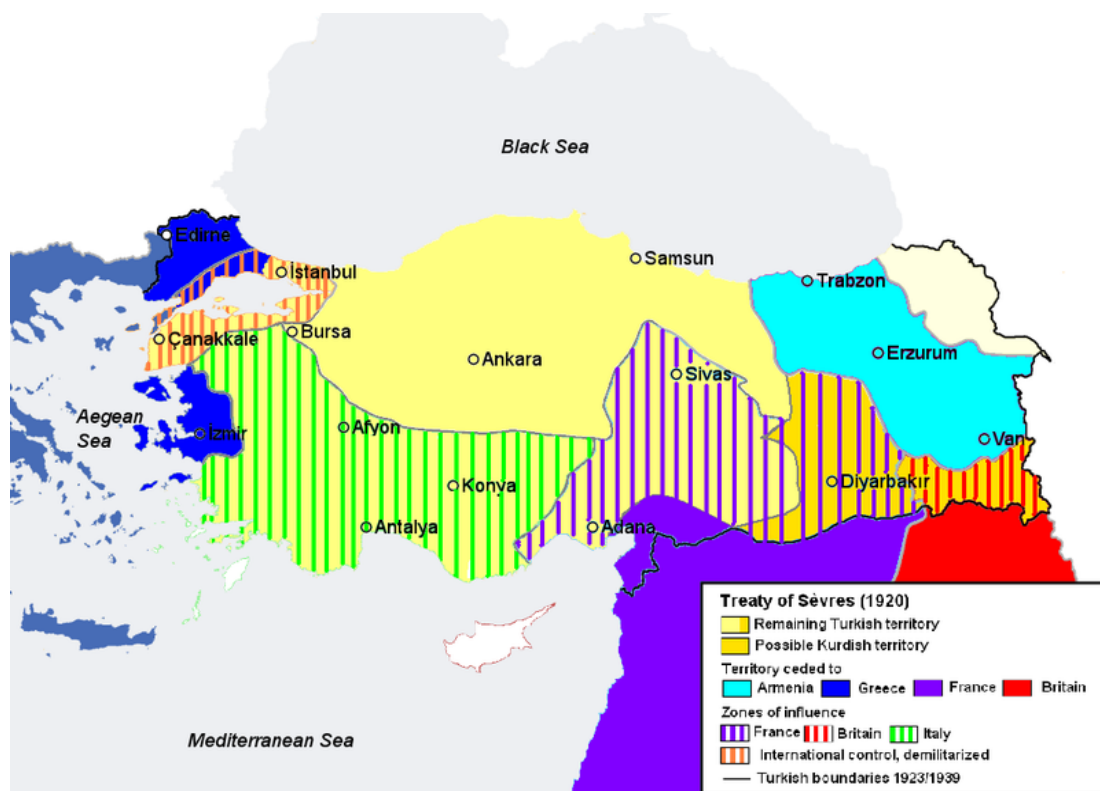 Black Sea
Edirne
İstanbul
Samsun
Trabzon
Çanakkale
Bursa
Ankara
Erzurum
Sivas
Aegean
Sea
İzmir
Afyon
Van
Konya
Diyarbakır
Antalya
Adana
Mediterranean Sea
Treaty of Sèvres (1920)
Remaining Turkish territory
Possible Kurdish territory
Territory ceded to
Armenia Greece France Britain
Zones of influence
France Britain Italy
International control, demilitarized
Turkish boundaries 1923/1939